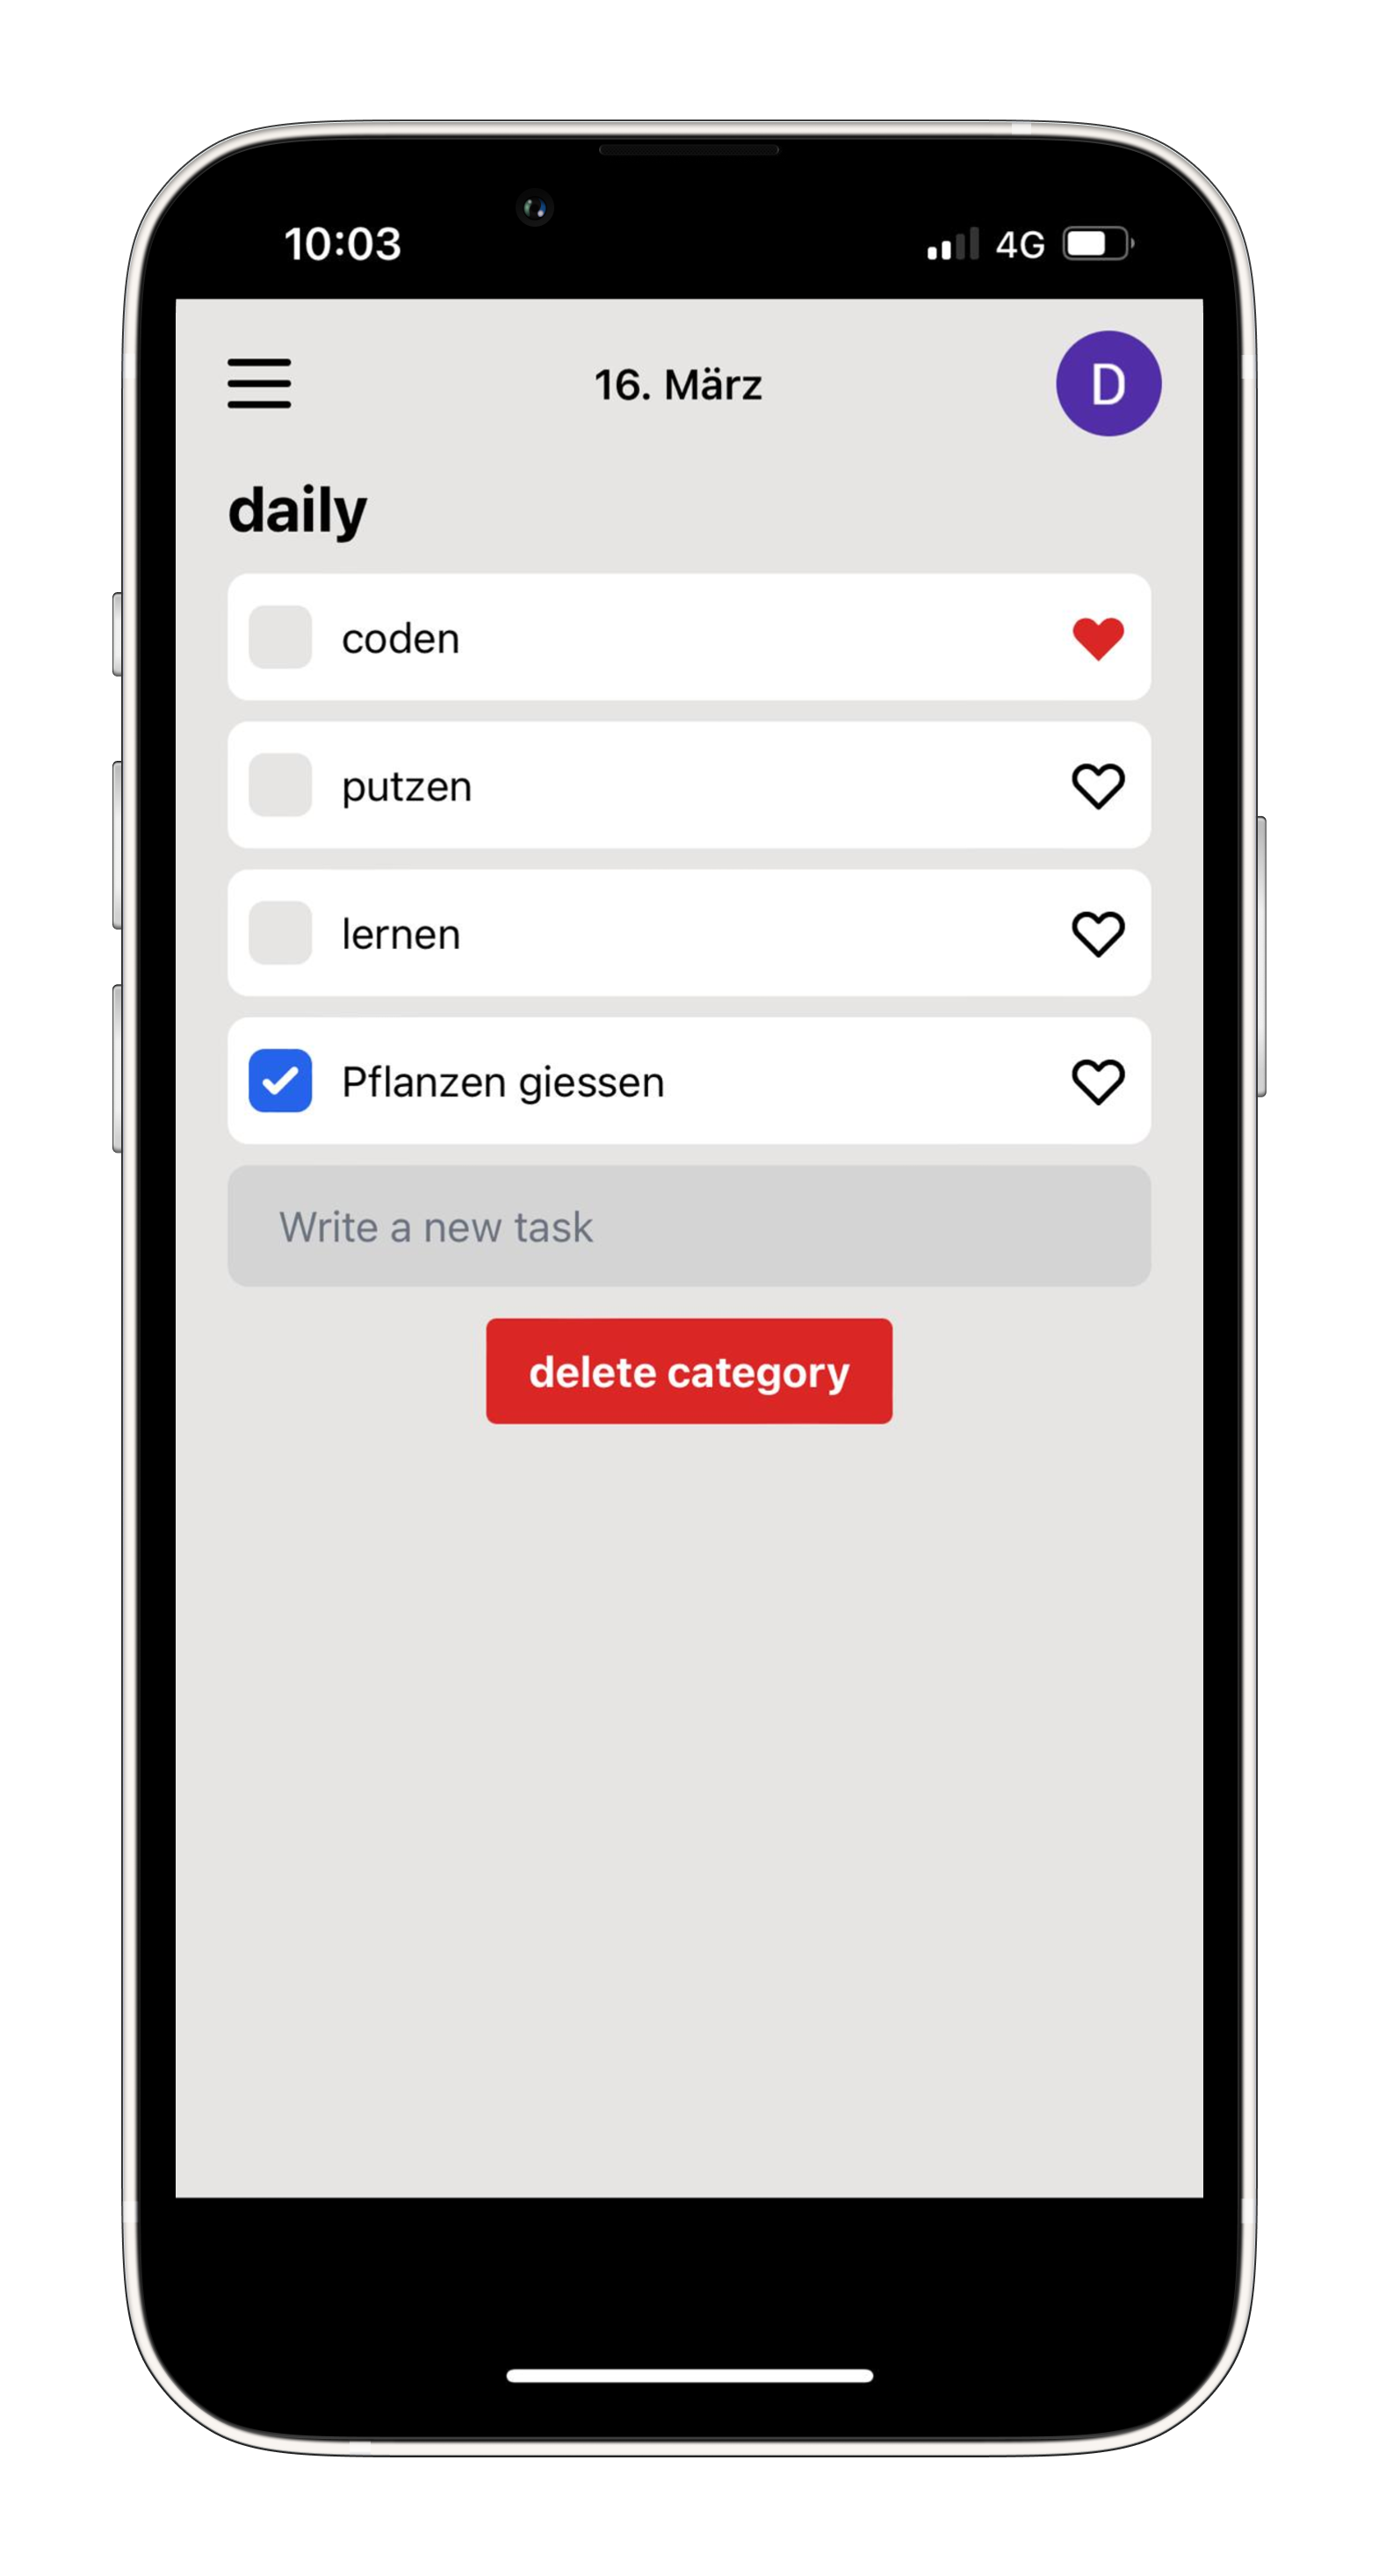 10:03
4G
16. März
D
daily
coden
putzen
lernen
Pflanzen giessen
Write a new task
delete category